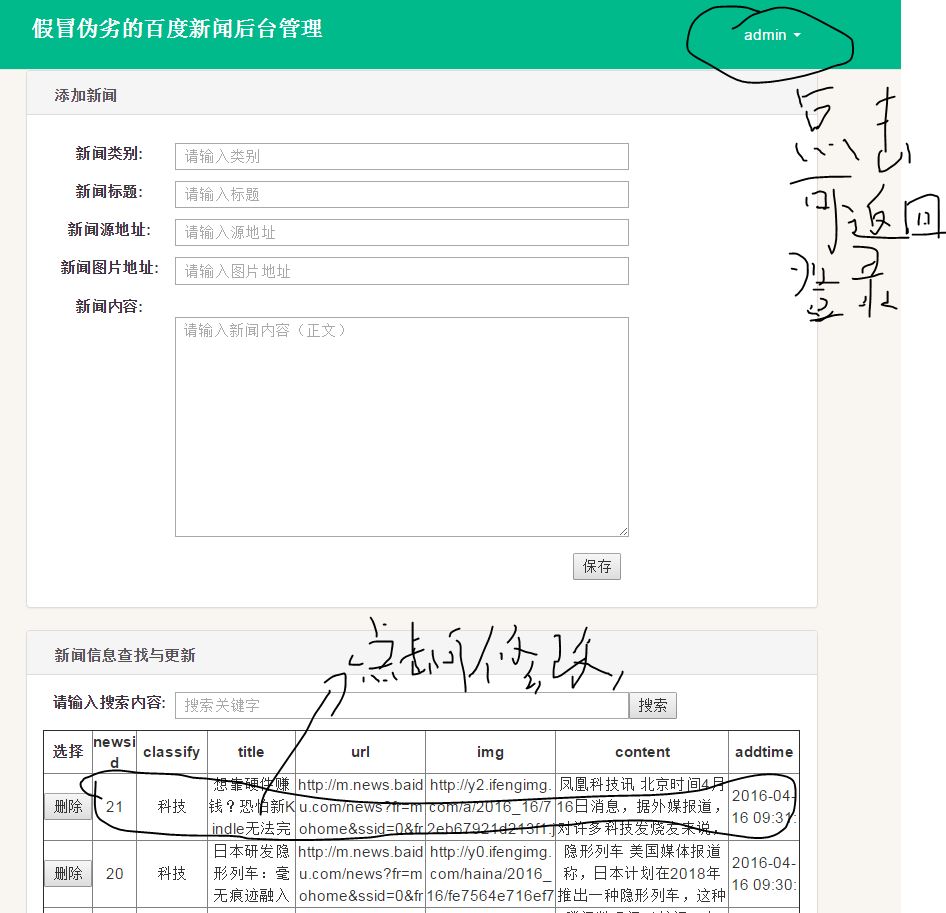 假冒伪劣的百度新闻后台管理
admin
点击
可返回
登录
添加新闻
新闻类别: 请输入类别
新闻标题: 请输入标题
新闻源地址: 请输入源地址
新闻图片地址: 请输入图片地址
新闻内容:
请输入新闻内容（正文）
保存
点击可修改
新闻信息查找与更新
请输入搜索内容: 搜索关键字 搜索
选择 newsid classify title url img content addtime
删除 21 科技 想靠硬件赚钱？恐怕新Kindle无法完 http://m.news.baidu.com/news?fr=mohome&ssid=0&fr http://y2.ifengimg.com/a/2016_16/72eb67921d213f1.j 凤凰科技讯 北京时间4月16日消息，据外媒报道，对许多科技发烧友来说， 2016-04-16 09:31:
删除 20 科技 日本研发隐形列车：毫无痕迹融入 http://m.news.baidu.com/news?fr=mohome&ssid=0&fr http://y0.ifengimg.com/haina/2016_16/fe7564e716ef7 隐形列车 美国媒体报道称，日本计划在2018年推出一种隐形列车，这种 2016-04-16 09:30: